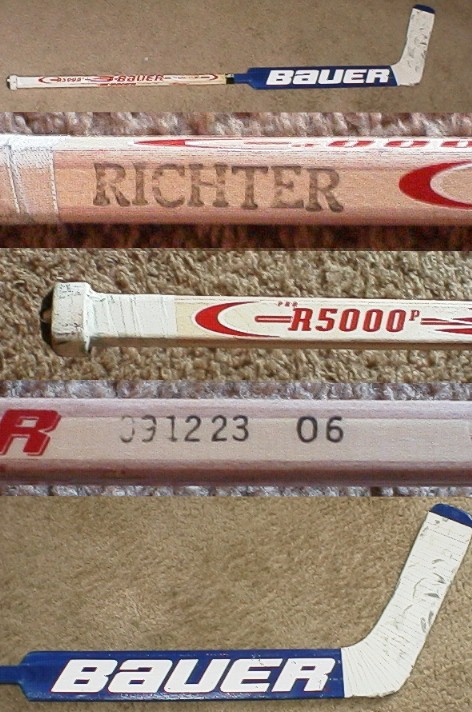 R5000 BAUER BAUER
RICHTER
PRO
R5000P
R 091223 06
BAUER